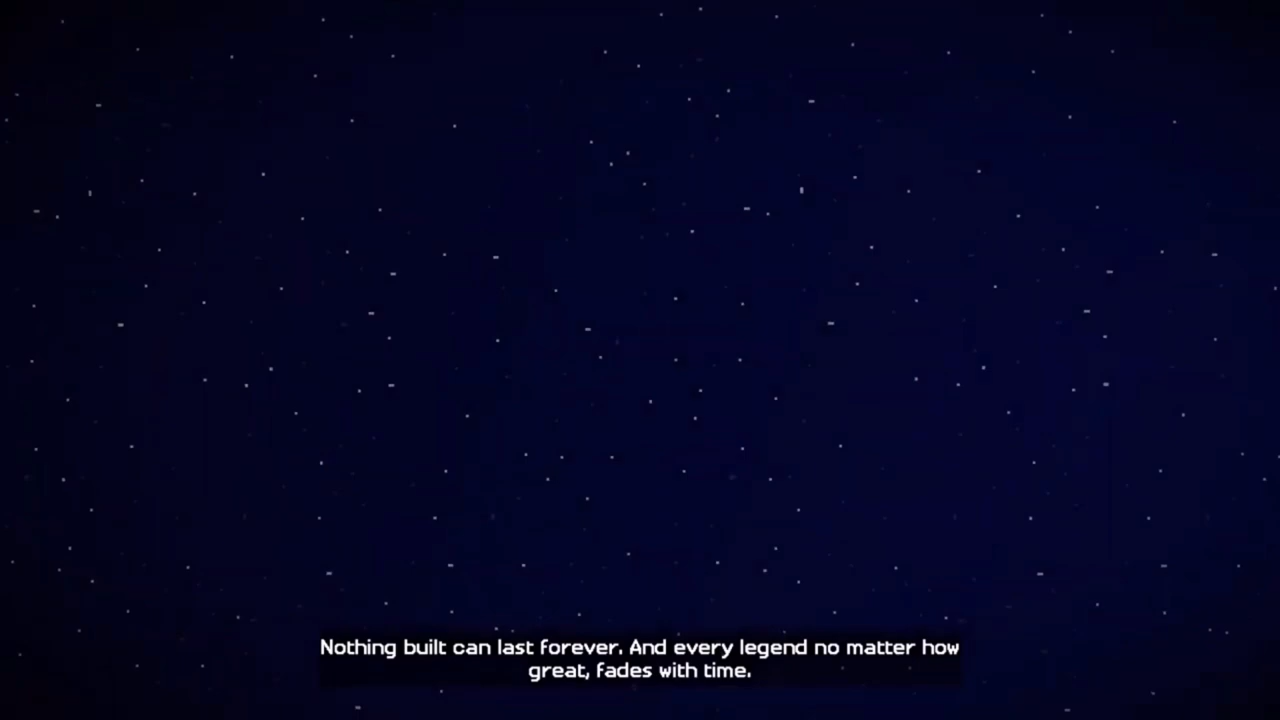 Nothing built can last forever. And every legend no matter how
great, fades with time.